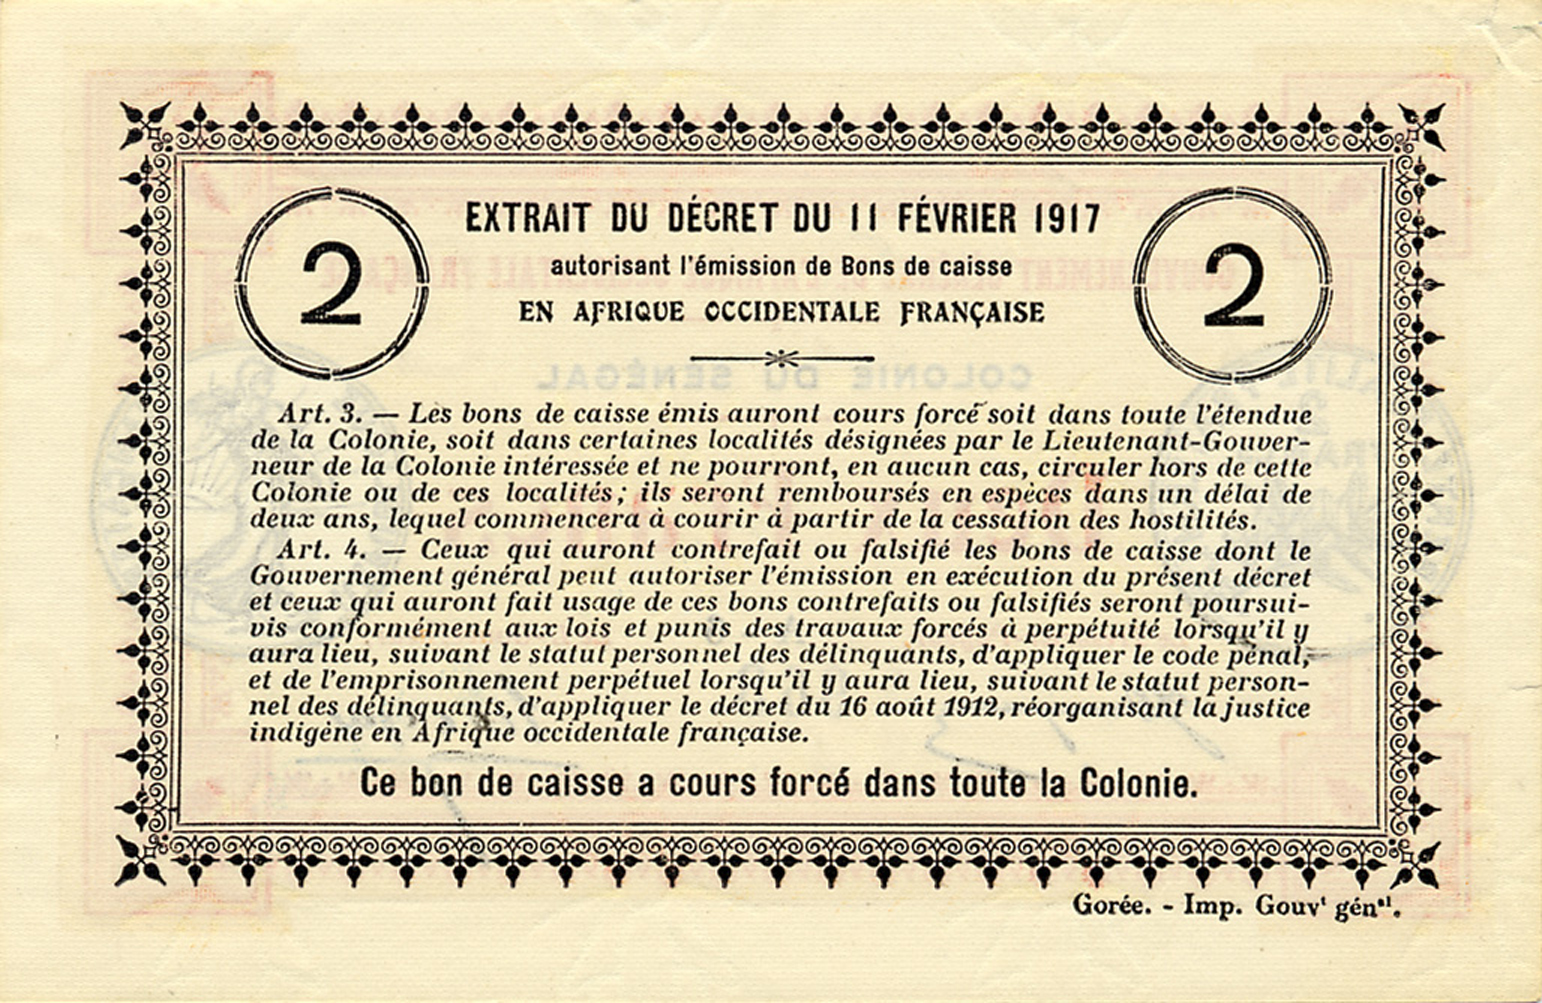 EXTRAIT DU DÉCRET DU 11 FÉVRIER 1917
2
2
autorisant l'émission de Bons de caisse
EN AFRIQUE OCCIDENTALE FRANÇAISE
COLONIE DU SÉNÉGAL
Art. 3. — Les bons de caisse émis auront cours forcé soit dans toute l'étendue
de la Colonie, soit dans certaines localités désignées par le Lieutenant-Gouver-
neur de la Colonie intéressée et ne pourront, en aucun cas, circuler hors de cette
Colonie ou de ces localités; ils seront remboursés en espèces dans un délai de
deux ans, lequel commencera à courir à partir de la cessation des hostilités.
Art. 4. — Ceux qui auront contrefait ou falsifié les bons de caisse dont le
Gouvernement général peut autoriser l'émission en exécution du présent décret
et ceux qui auront fait usage de ces bons contrefaits ou falsifiés seront poursui-
vis conformément aux lois et punis des travaux forcés à perpétuité lorsqu'il y
aura lieu, suivant le statut personnel des délinquants, d'appliquer le code pénal,
et de l'emprisonnement perpétuel lorsqu'il y aura lieu, suivant le statut person-
nel des délinquants, d'appliquer le décret du 16 août 1912, réorganisant la justice
indigène en Afrique occidentale française.
Ce bon de caisse a cours forcé dans toute la Colonie.
Gorée. - Imp. Gouvt génal.